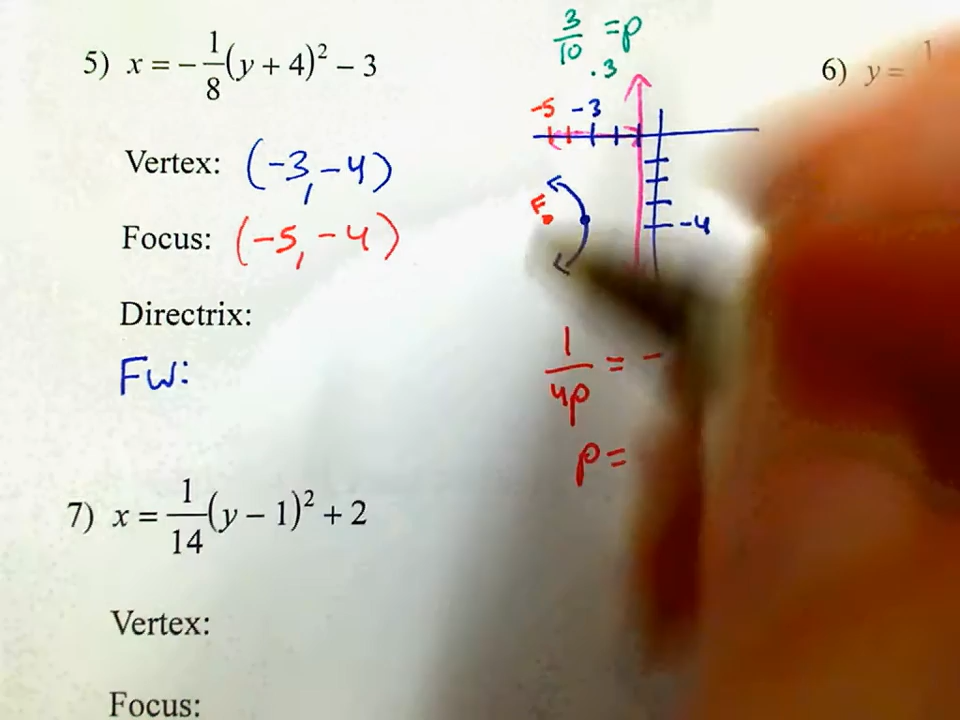 5) x = -1/8(y + 4)² - 3
Vertex: (-3, -4)
Focus: (-5, -4)
Directrix:
Fw:
3/10 = p
.3
-5 -3
F
-4
1/4p = -
p =
6) y =
7) x = 1/14(y - 1)² + 2
Vertex:
Focus: